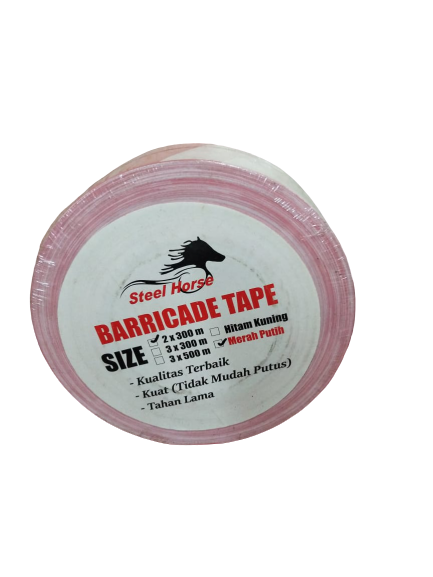 Steel Horse
BARRICADE TAPE
SIZE
2 x 300 m
3 x 300 m
3 x 500 m
Hitam Kuning
Merah Putih
- Kualitas Terbaik
- Kuat (Tidak Mudah Putus)
- Tahan Lama